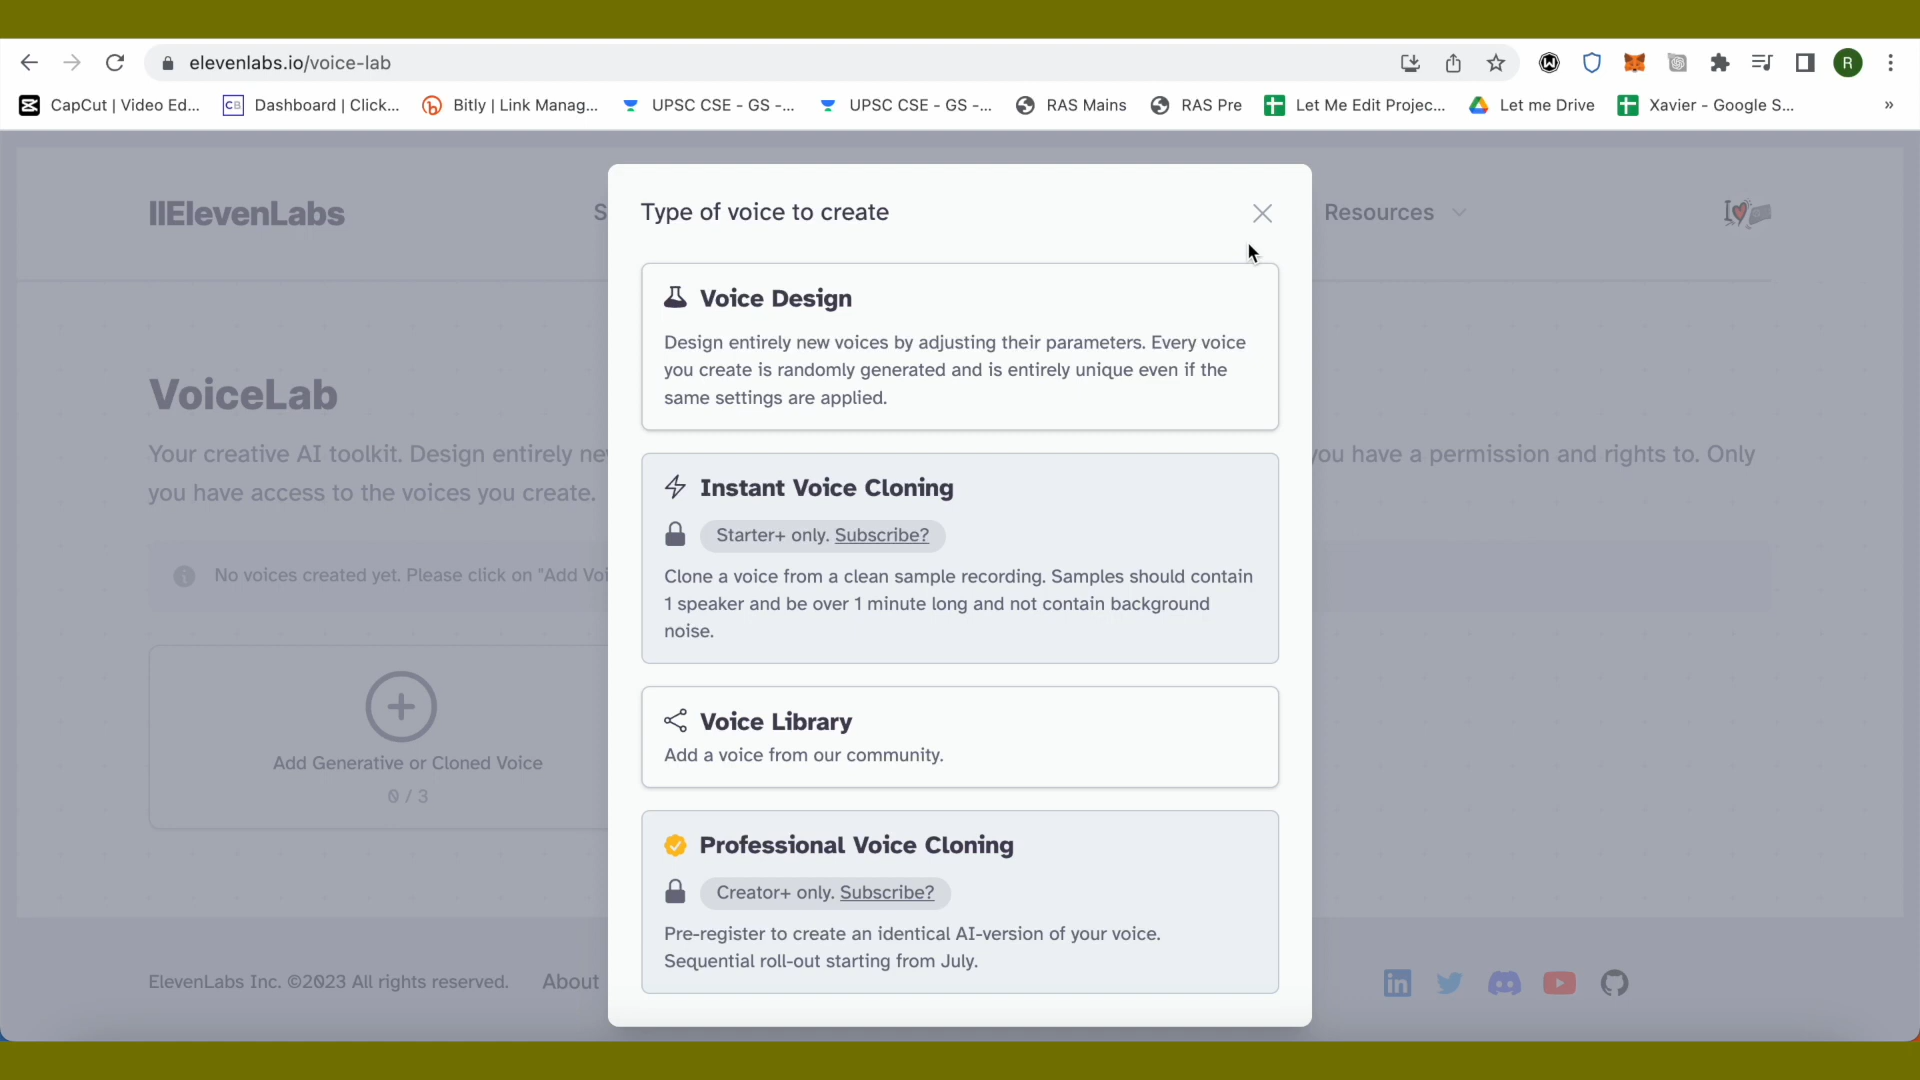 elevenlabs.io/voice-lab
R
CapCut | Video Ed...
CB Dashboard | Click...
Bitly | Link Manag...
UPSC CSE - GS -...
UPSC CSE - GS -...
RAS Mains
RAS Pre
Let Me Edit Projec...
Let me Drive
Xavier - Google S...
»
IIElevenLabs
S
Resources
Type of voice to create
Voice Design
Design entirely new voices by adjusting their parameters. Every voice
you create is randomly generated and is entirely unique even if the
same settings are applied.
VoiceLab
Your creative AI toolkit. Design entirely ne
you have a permission and rights to. Only
you have access to the voices you create.
No voices created yet. Please click on "Add Voi
Add Generative or Cloned Voice
0 / 3
Instant Voice Cloning
Starter+ only. Subscribe?
Clone a voice from a clean sample recording. Samples should contain
1 speaker and be over 1 minute long and not contain background
noise.
Voice Library
Add a voice from our community.
Professional Voice Cloning
Creator+ only. Subscribe?
Pre-register to create an identical AI-version of your voice.
Sequential roll-out starting from July.
ElevenLabs Inc. ©2023 All rights reserved.
About